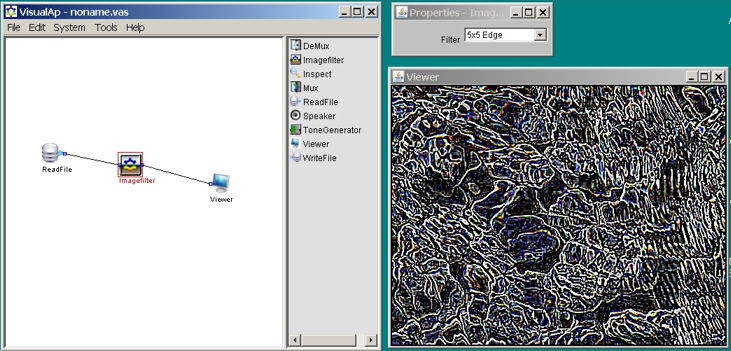 VisualAp - noname.vas
File Edit System Tools Help
ReadFile
Imagefilter
Viewer
DeMux
Imagefilter
Inspect
Mux
ReadFile
Speaker
ToneGenerator
Viewer
WriteFile
Properties - Imag...
Filter 5x5 Edge
Viewer